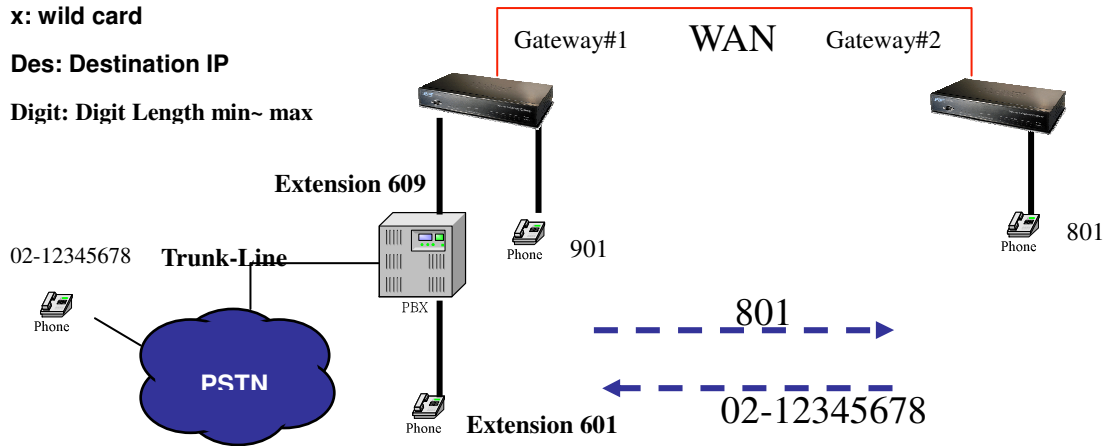 x: wild card
Des: Destination IP
Digit: Digit Length min~ max
Gateway#1
WAN
Gateway#2
Extension 609
02-12345678
Trunk-Line
Phone
901
Phone
801
Phone
PBX
PSTN
801
02-12345678
Phone
Extension 601